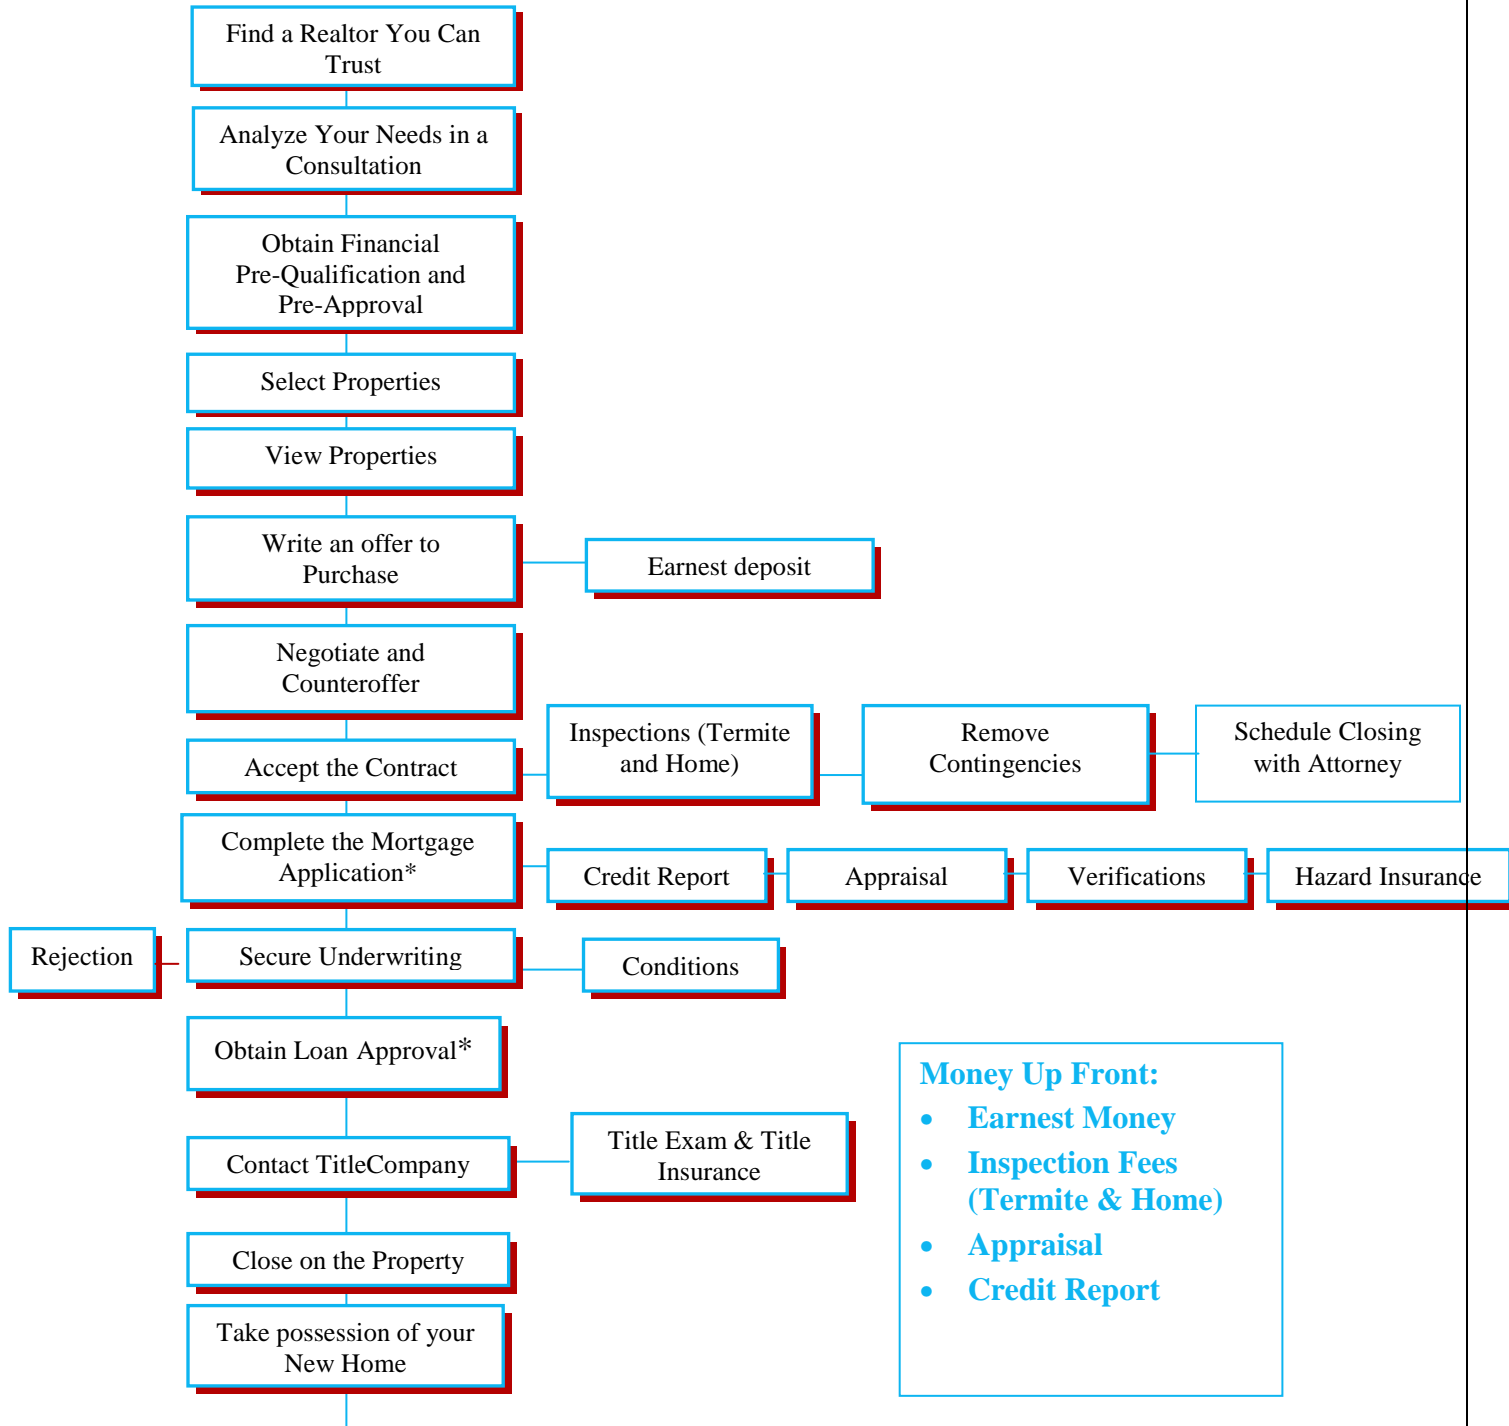 Find a Realtor You Can
Trust
Analyze Your Needs in a
Consultation
Obtain Financial
Pre-Qualification and
Pre-Approval
Select Properties
View Properties
Write an offer to
Purchase
Earnest deposit
Negotiate and
Counteroffer
Accept the Contract
Inspections (Termite
and Home)
Remove
Contingencies
Schedule Closing
with Attorney
Complete the Mortgage
Application*
Credit Report
Appraisal
Verifications
Hazard Insurance
Rejection
Secure Underwriting
Conditions
Obtain Loan Approval*
Contact TitleCompany
Title Exam & Title
Insurance
Close on the Property
Take possession of your
New Home
Money Up Front:
• Earnest Money
• Inspection Fees
(Termite & Home)
• Appraisal
• Credit Report